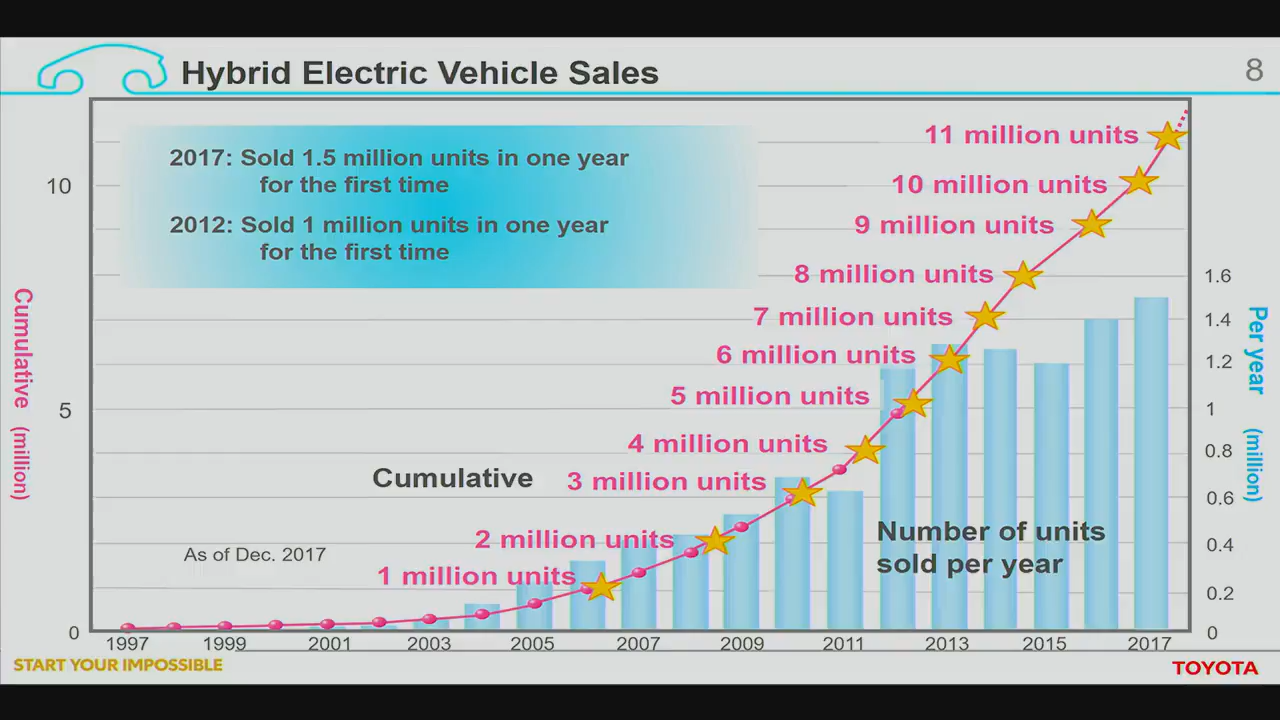 Hybrid Electric Vehicle Sales
8
2017: Sold 1.5 million units in one year
for the first time
2012: Sold 1 million units in one year
for the first time
11 million units
10 million units
9 million units
8 million units
7 million units
6 million units
5 million units
4 million units
3 million units
2 million units
1 million units
Cumulative
Number of units
sold per year
As of Dec. 2017
Cumulative (million)
10
5
0
Per year (million)
1.6
1.4
1.2
1
0.8
0.6
0.4
0.2
0
1997 1999 2001 2003 2005 2007 2009 2011 2013 2015 2017
START YOUR IMPOSSIBLE
TOYOTA